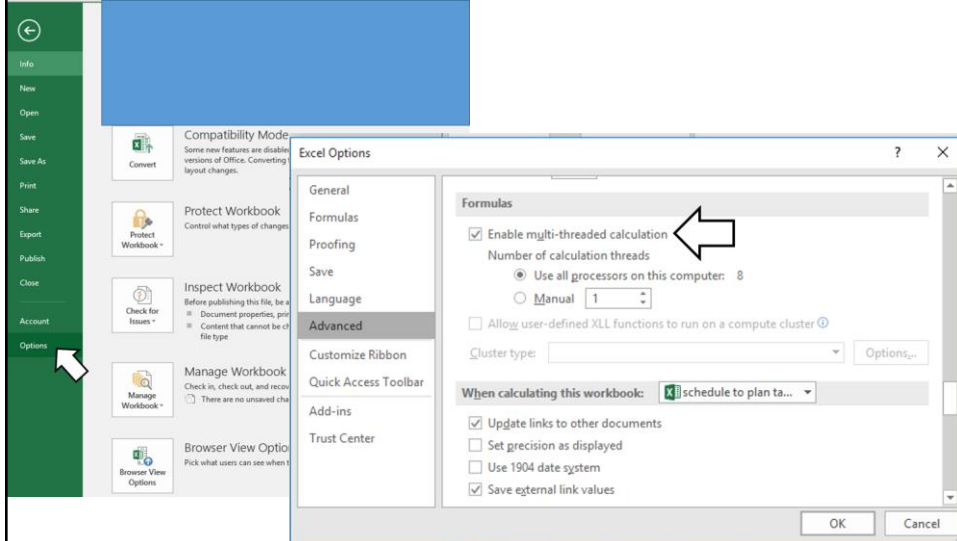 Info
New
Open
Save
Save As
Print
Share
Export
Publish
Close
Account
Options
Convert
Compatibility Mode
Some new features are disable
versions of Office. Converting
layout changes.
Protect
Workbook
Protect Workbook
Control what types of changes
Check for
Issues
Inspect Workbook
Before publishing this file, be a
Document properties, prin
Content that cannot be ch
file type
Manage
Workbook
Manage Workbook
Check in, check out, and recov
There are no unsaved cha
Browser View
Options
Browser View Optio
Pick what users can see when t
Excel Options
?
General
Formulas
Proofing
Save
Language
Advanced
Customize Ribbon
Quick Access Toolbar
Add-ins
Trust Center
Formulas
Enable multi-threaded calculation
Number of calculation threads
Use all processors on this computer: 8
Manual 1
Allow user-defined XLL functions to run on a compute cluster
Cluster type: Options...
When calculating this workbook: schedule to plan ta...
Update links to other documents
Set precision as displayed
Use 1904 date system
Save external link values
OK Cancel